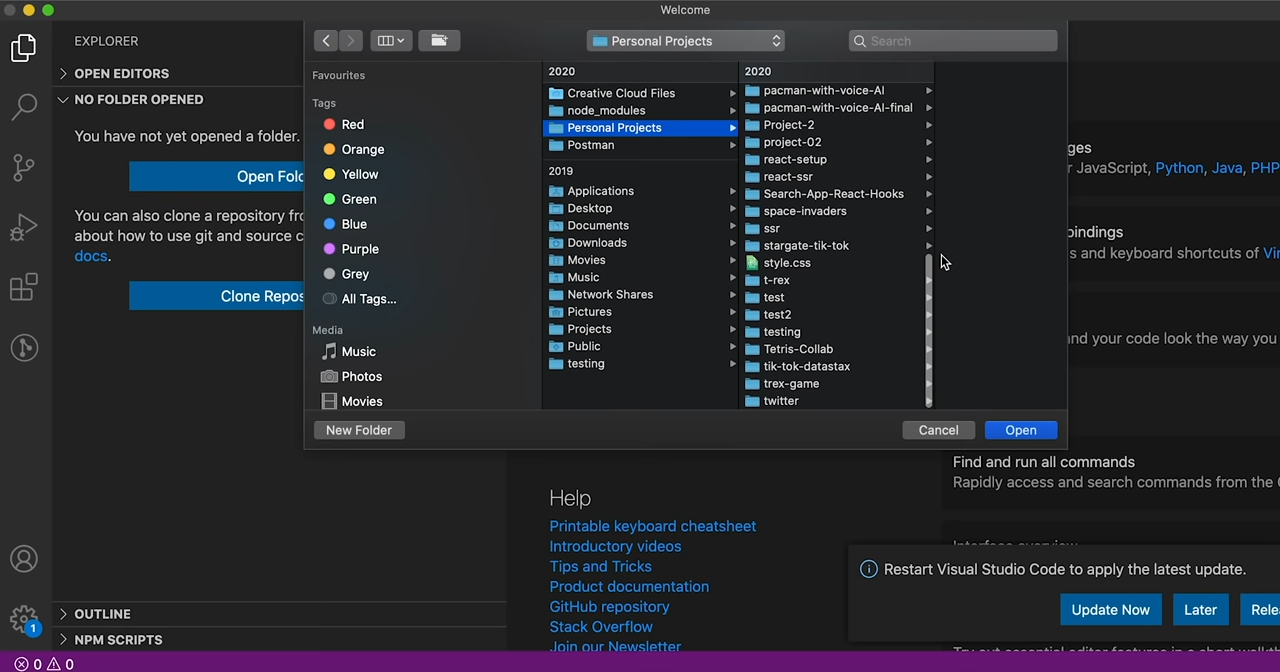 Welcome
EXPLORER
OPEN EDITORS
NO FOLDER OPENED
You have not yet opened a folder.
Open Fold
You can also clone a repository fro
about how to use git and source c
docs.
Clone Repos
OUTLINE
NPM SCRIPTS
0 0
1
Personal Projects
Search
Favourites
Tags
Red
Orange
Yellow
Green
Blue
Purple
Grey
All Tags...
Media
Music
Photos
Movies
2020
Creative Cloud Files
node_modules
Personal Projects
Postman
2019
Applications
Desktop
Documents
Downloads
Movies
Music
Network Shares
Pictures
Projects
Public
testing
2020
pacman-with-voice-AI
pacman-with-voice-AI-final
Project-2
project-02
react-setup
react-ssr
Search-App-React-Hooks
space-invaders
ssr
stargate-tik-tok
style.css
t-rex
test
test2
testing
Tetris-Collab
tik-tok-datastax
trex-game
twitter
New Folder
Cancel
Open
ges
r JavaScript, Python, Java, PHP
bindings
s and keyboard shortcuts of Vi
nd your code look the way you
Find and run all commands
Rapidly access and search commands from the
Help
Printable keyboard cheatsheet
Introductory videos
Tips and Tricks
Product documentation
GitHub repository
Stack Overflow
Join our Newsletter
Interface overview
Restart Visual Studio Code to apply the latest update.
Update Now
Later
Rele